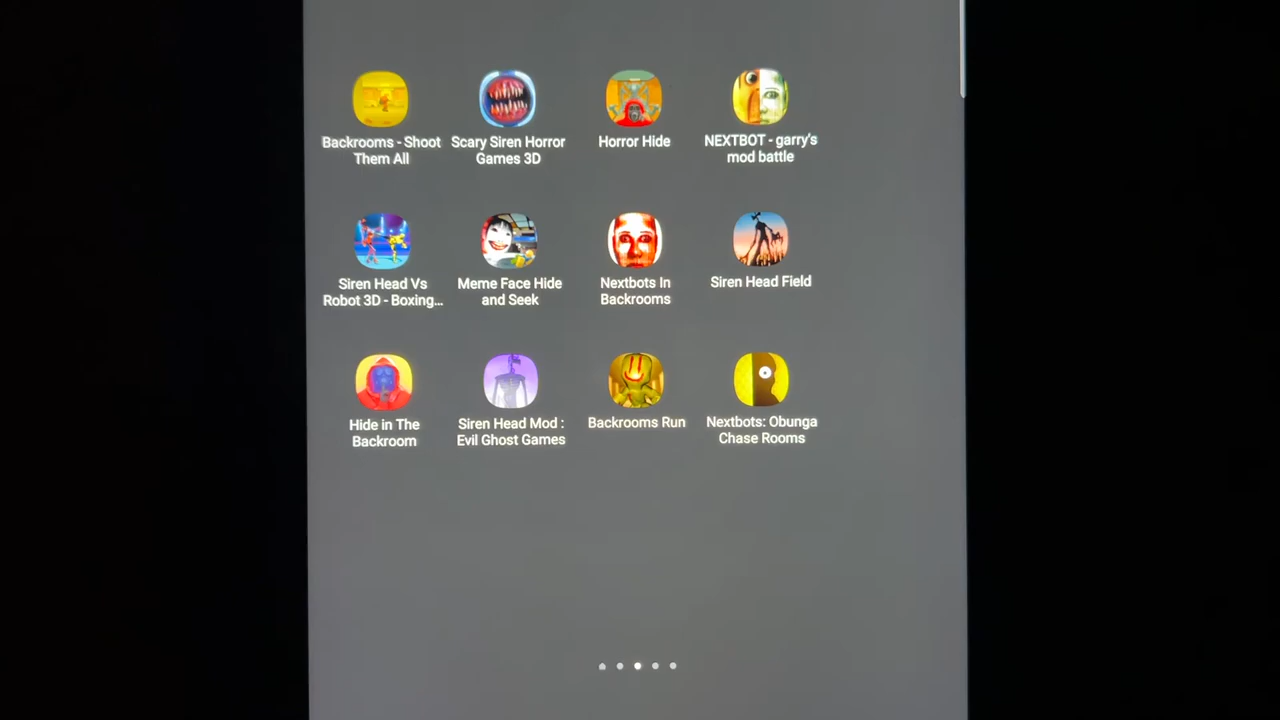 Backrooms - Shoot
Them All
Scary Siren Horror
Games 3D
Horror Hide
NEXTBOT - garry's
mod battle
Siren Head Vs
Robot 3D - Boxing...
Meme Face Hide
and Seek
Nextbots In
Backrooms
Siren Head Field
Hide in The
Backroom
Siren Head Mod :
Evil Ghost Games
Backrooms Run
Nextbots: Obunga
Chase Rooms